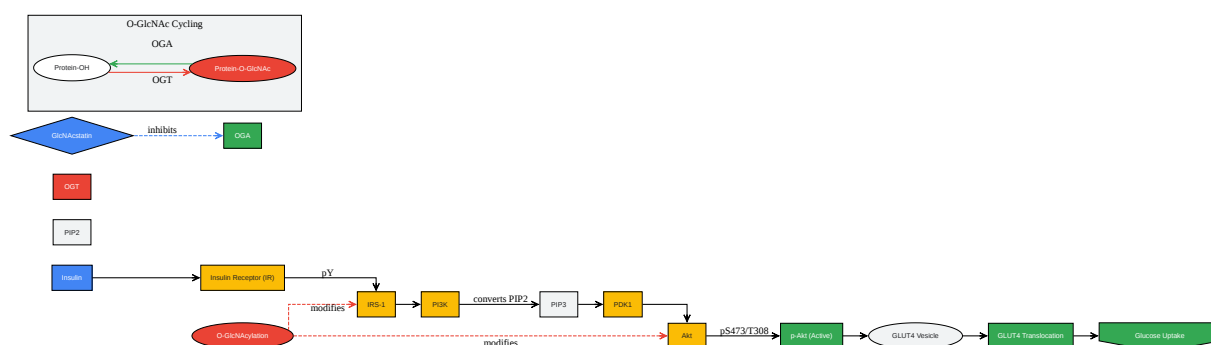 O-GlcNAc Cycling
OGA
Protein-OH
Protein-O-GlcNAc
OGT
GlcNAcstatin
inhibits
OGA
OGT
PIP2
Insulin
Insulin Receptor (IR)
pY
IRS-1
PI3K
converts PIP2
PIP3
PDK1
modifies
O-GlcNAcylation
modifies
Akt
pS473/T308
p-Akt (Active)
GLUT4 Vesicle
GLUT4 Translocation
Glucose Uptake